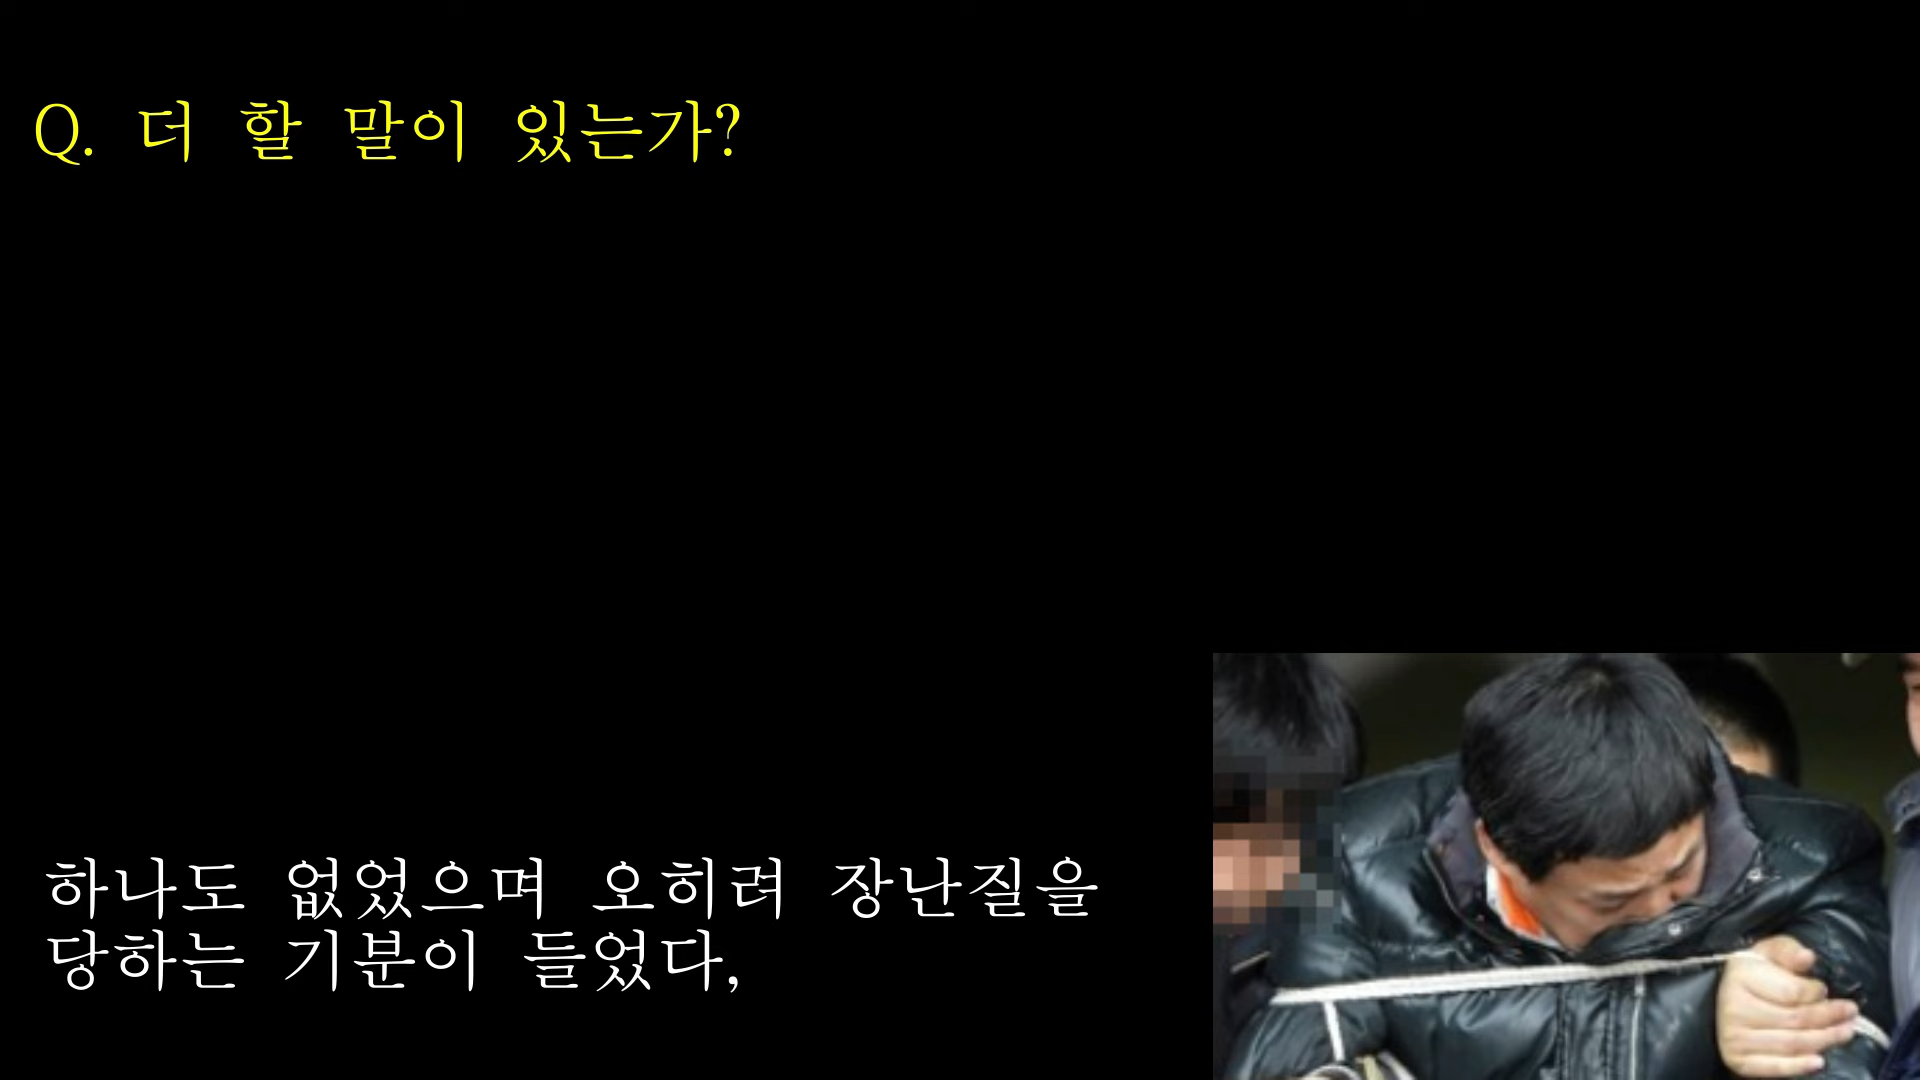 Q. 더 할 말이 있는가?
하나도 없었으며 오히려 장난질을
당하는 기분이 들었다,